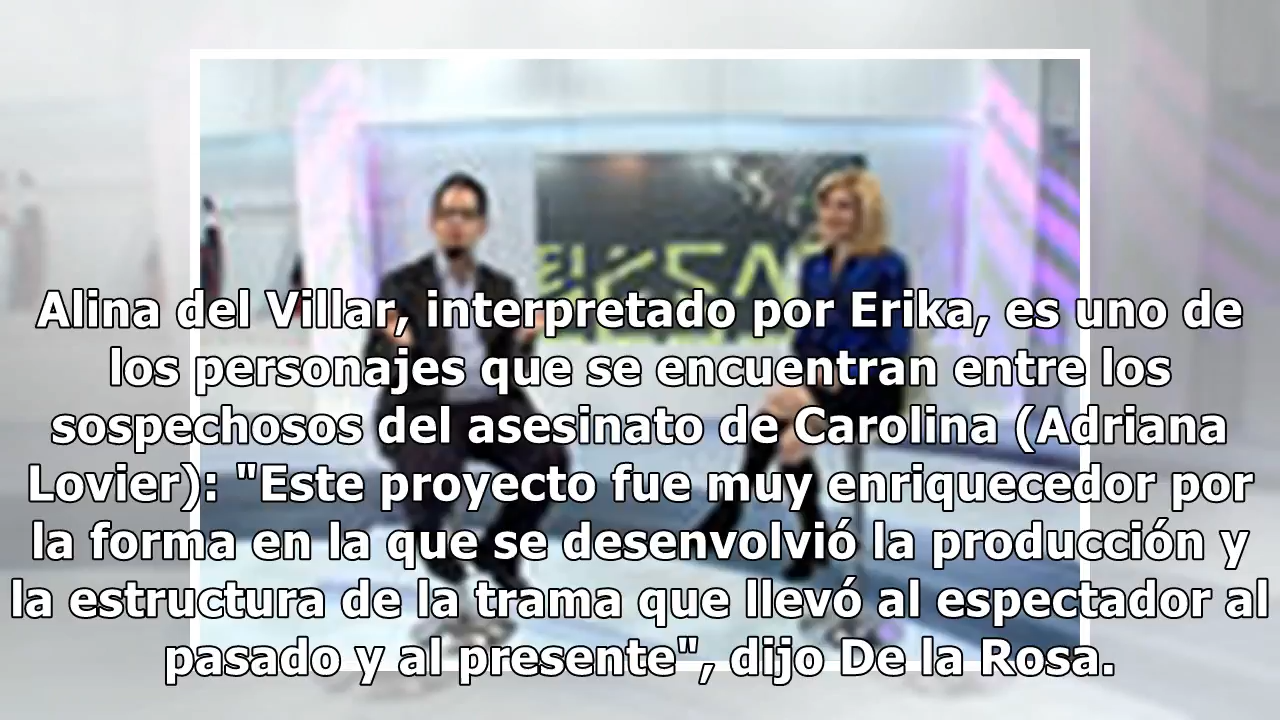 Alina del Villar, interpretado por Erika, es uno de
los personajes que se encuentran entre los
sospechosos del asesinato de Carolina (Adriana
Lovier): "Este proyecto fue muy enriquecedor por
la forma en la que se desenvolvió la producción y
la estructura de la trama que llevó al espectador al
pasado y al presente", dijo De la Rosa.